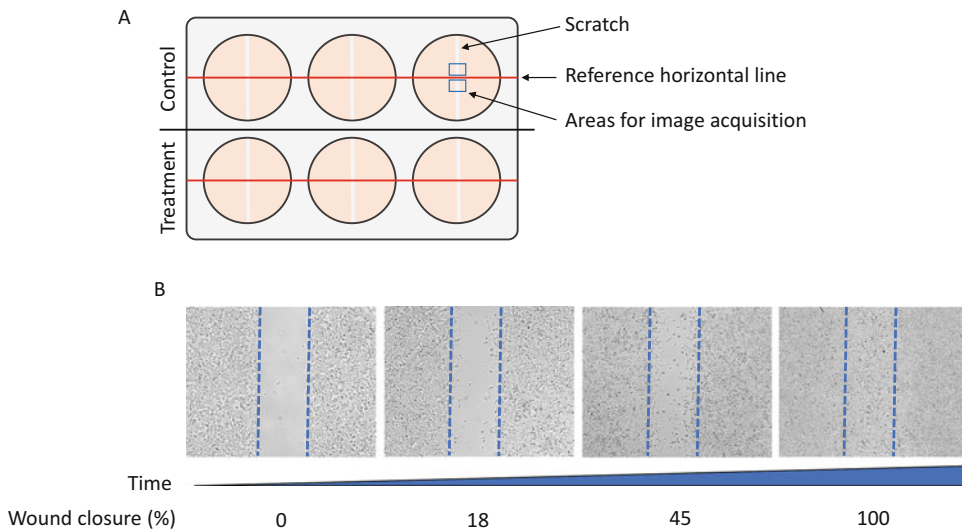 A
Scratch
Control
Reference horizontal line
Areas for image acquisition
Treatment
B
Time
Wound closure (%) 0 18 45 100